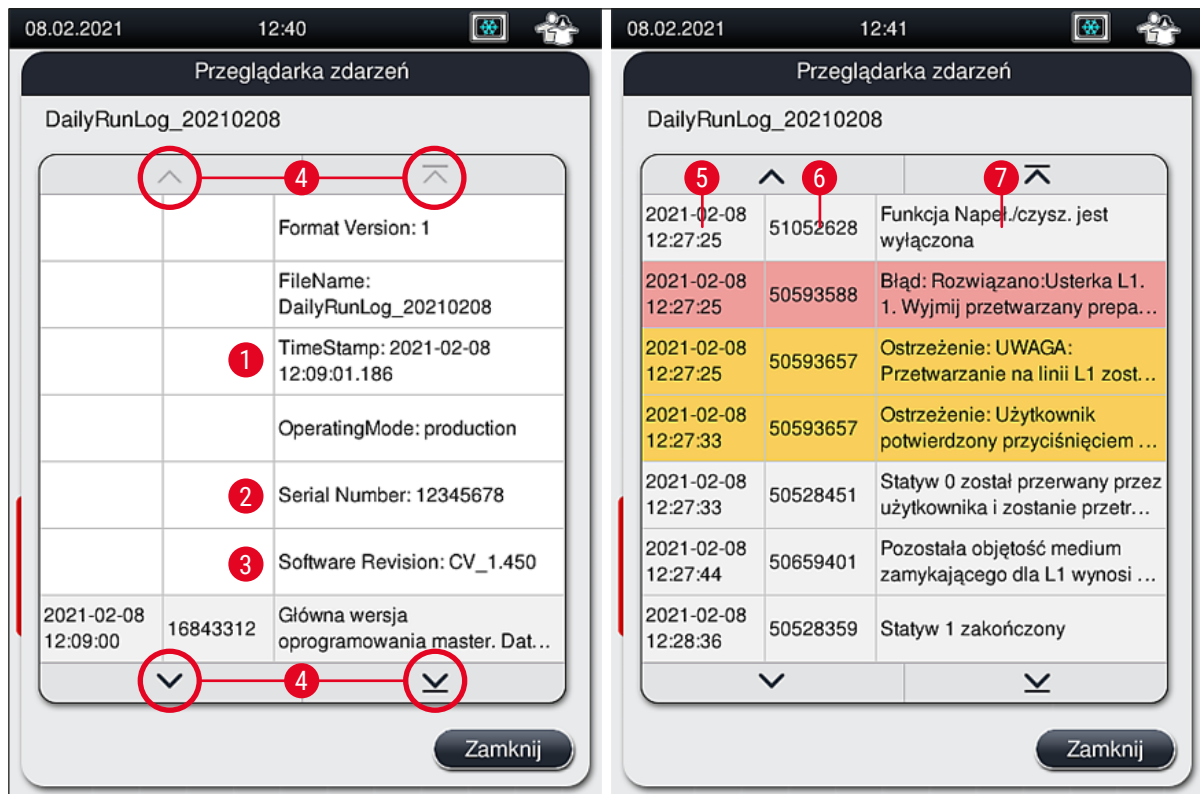 08.02.2021 12:40
Przeglądarka zdarzeń
DailyRunLog_20210208
4
Format Version: 1
FileName:
DailyRunLog_20210208
1
TimeStamp: 2021-02-08
12:09:01.186
OperatingMode: production
2
Serial Number: 12345678
3
Software Revision: CV_1.450
2021-02-08
12:09:00
16843312
Główna wersja
oprogramowania master. Dat...
4
Zamknij
08.02.2021 12:41
Przeglądarka zdarzeń
DailyRunLog_20210208
5 6 7
2021-02-08
12:27:25
51052628
Funkcja Napeł./czysz. jest
wyłączona
2021-02-08
12:27:25
50593588
Błąd: Rozwiązano:Usterka L1.
1. Wyjmij przetwarzany prepa...
2021-02-08
12:27:25
50593657
Ostrzeżenie: UWAGA:
Przetwarzanie na linii L1 zost...
2021-02-08
12:27:33
50593657
Ostrzeżenie: Użytkownik
potwierdzony przyciśnięciem ...
2021-02-08
12:27:33
50528451
Statyw 0 został przerwany przez
użytkownika i zostanie przetr...
2021-02-08
12:27:44
50659401
Pozostała objętość medium
zamykającego dla L1 wynosi ...
2021-02-08
12:28:36
50528359
Statyw 1 zakończony
Zamknij